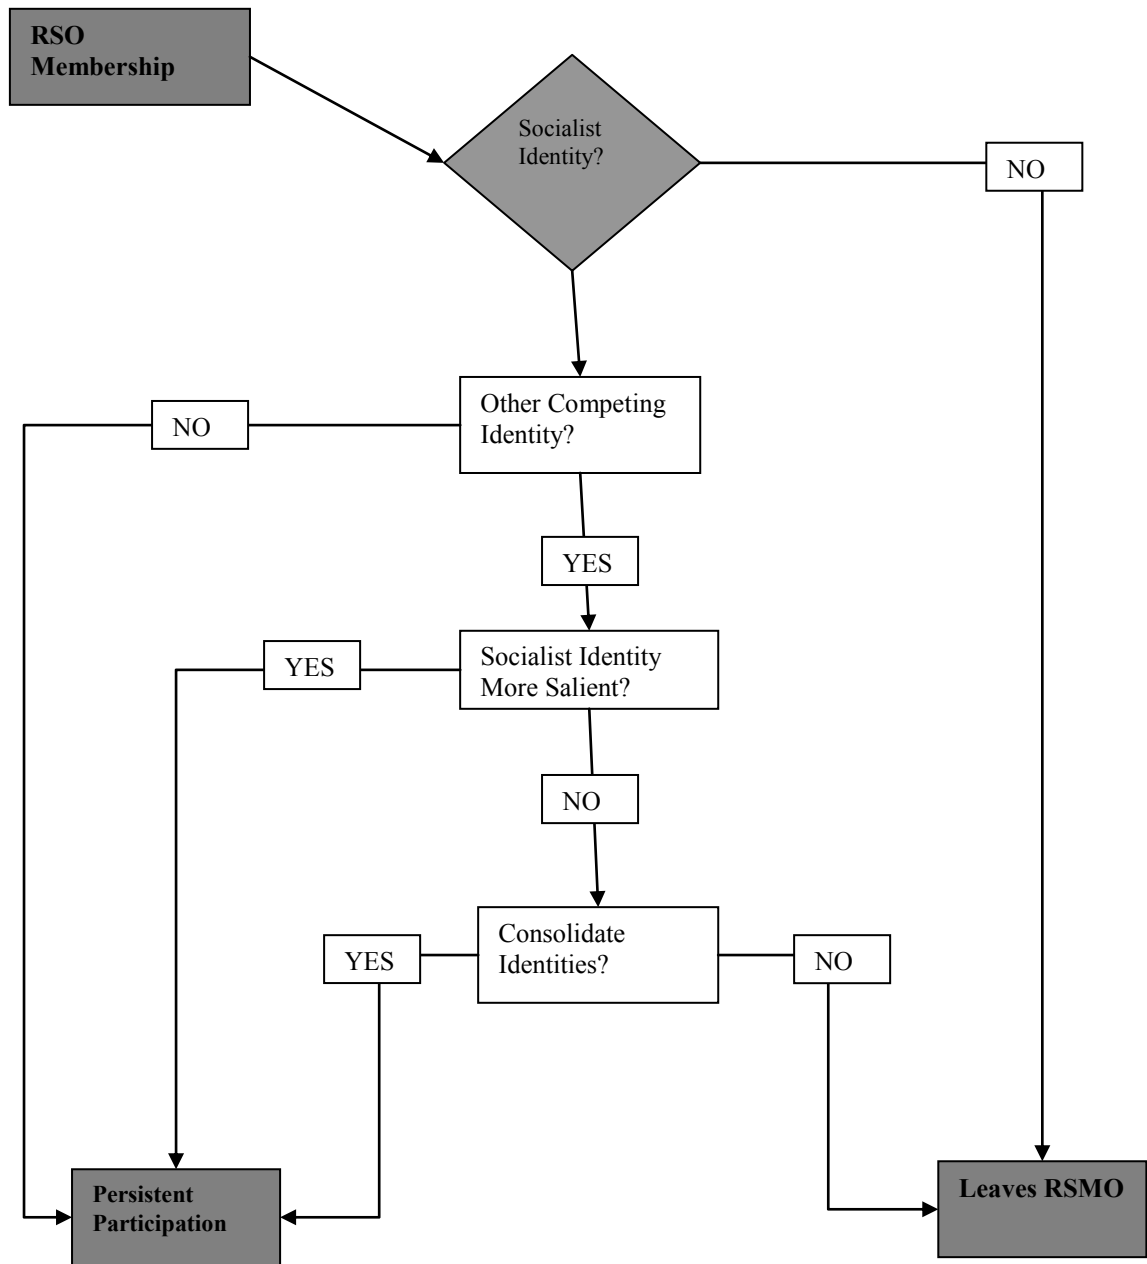 RSO
Membership
Socialist
Identity?
NO
Other Competing
Identity?
NO
YES
Socialist Identity
More Salient?
YES
NO
Consolidate
Identities?
YES
NO
Persistent
Participation
Leaves RSMO